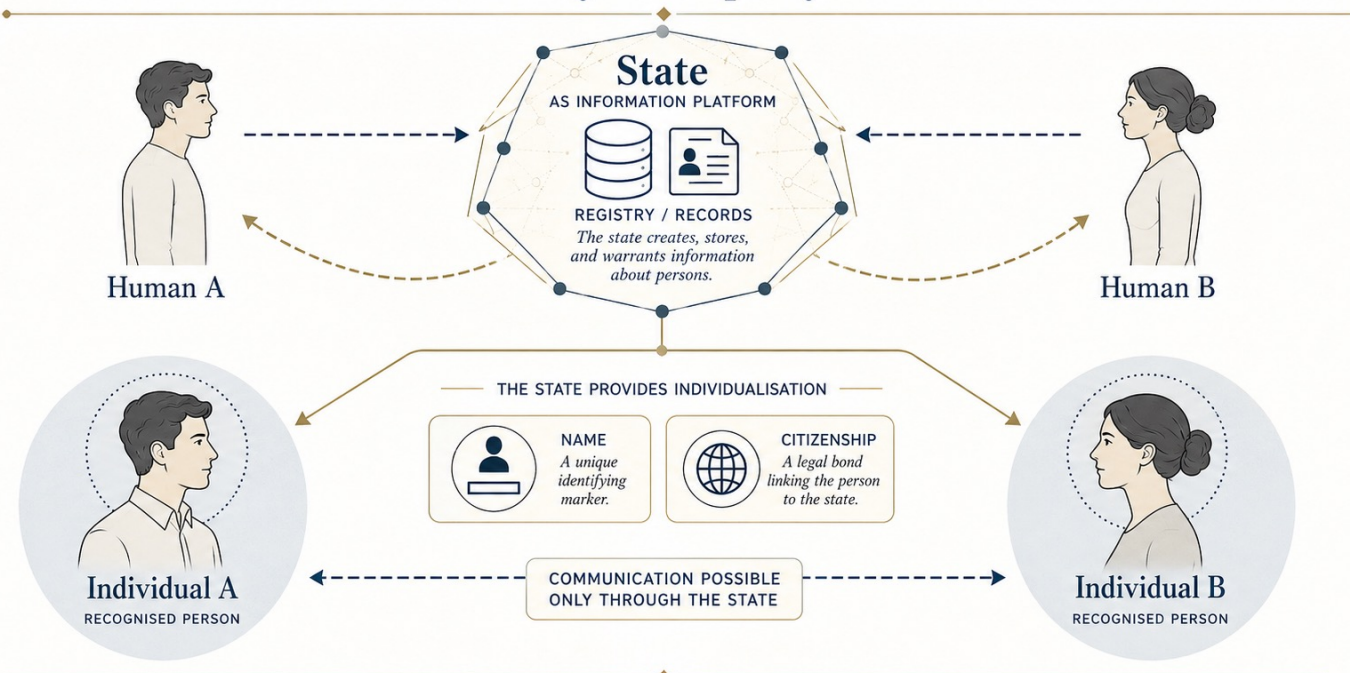 State
AS INFORMATION PLATFORM
REGISTRY / RECORDS
The state creates, stores,
and warrants information
about persons.
Human A
Human B
THE STATE PROVIDES INDIVIDUALISATION
NAME
A unique
identifying
marker.
CITIZENSHIP
A legal bond
linking the person
to the state.
Individual A
RECOGNISED PERSON
COMMUNICATION POSSIBLE
ONLY THROUGH THE STATE
Individual B
RECOGNISED PERSON